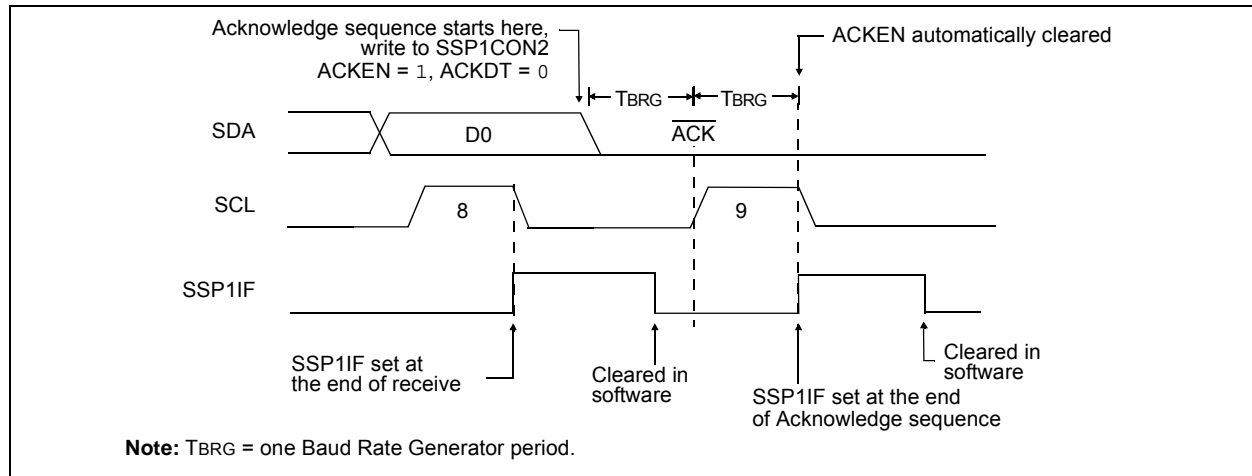 Acknowledge sequence starts here,
write to SSP1CON2
ACKEN = 1, ACKDT = 0
ACKEN automatically cleared
TBRG
TBRG
SDA
D0
ACK
SCL
8
9
SSP1IF
SSP1IF set at
the end of receive
Cleared in
software
SSP1IF set at the end
of Acknowledge sequence
Cleared in
software
Note: TBRG = one Baud Rate Generator period.